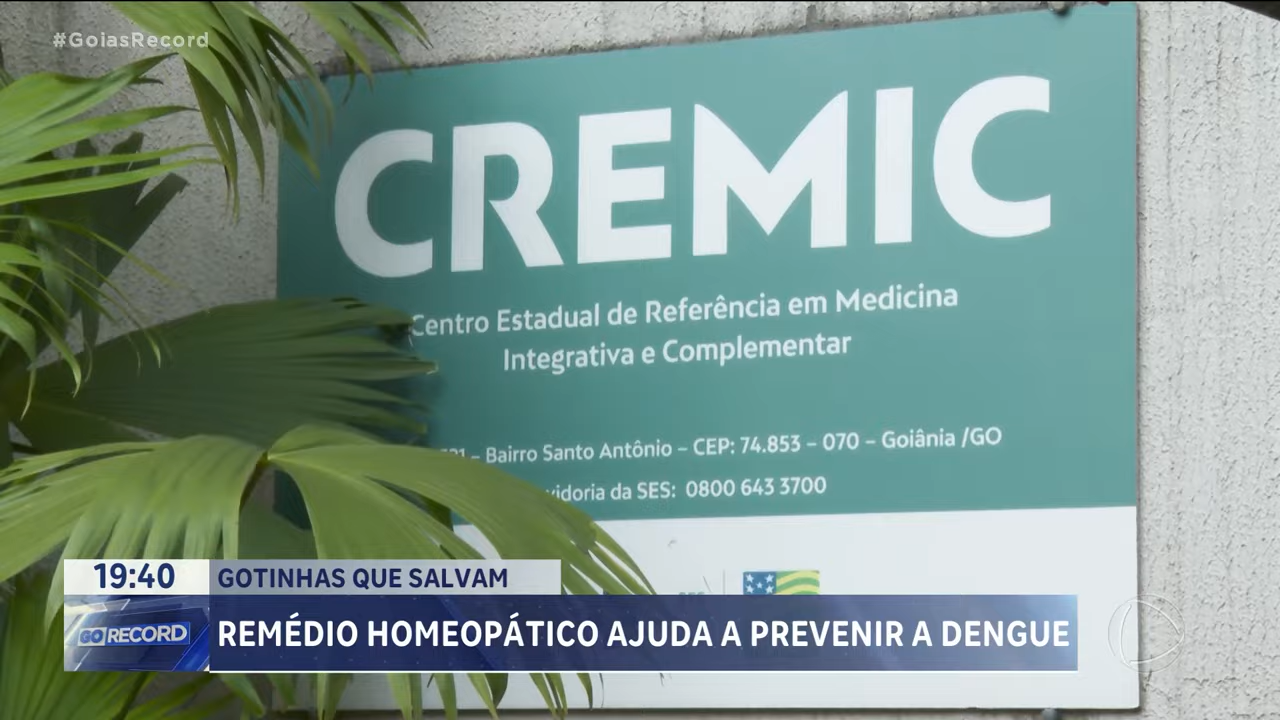 #GoiasRecord
CREMIC
Centro Estadual de Referência em Medicina
Integrativa e Complementar
– Bairro Santo Antônio – CEP: 74.853 – 070 – Goiânia /GO
da SES: 0800 643 3700
19:40
GOTINHAS QUE SALVAM
GO RECORD
REMÉDIO HOMEOPÁTICO AJUDA A PREVENIR A DENGUE